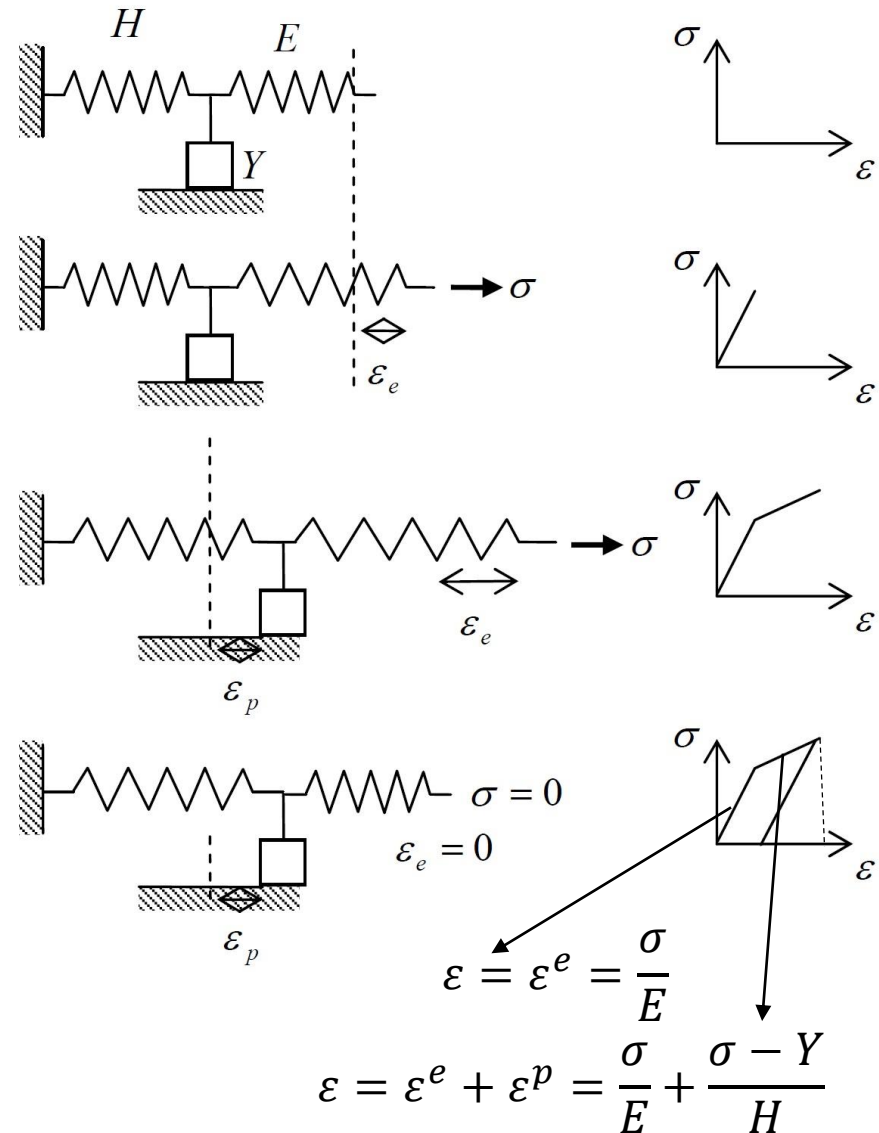 H E σ
Y ε
σ σ
ε_e ε
σ σ
ε_e ε
ε_p
σ = 0 σ
ε_e = 0 ε
ε_p
ε = ε^e = σ/E
ε = ε^e + ε^p = σ/E + (σ − Y)/H